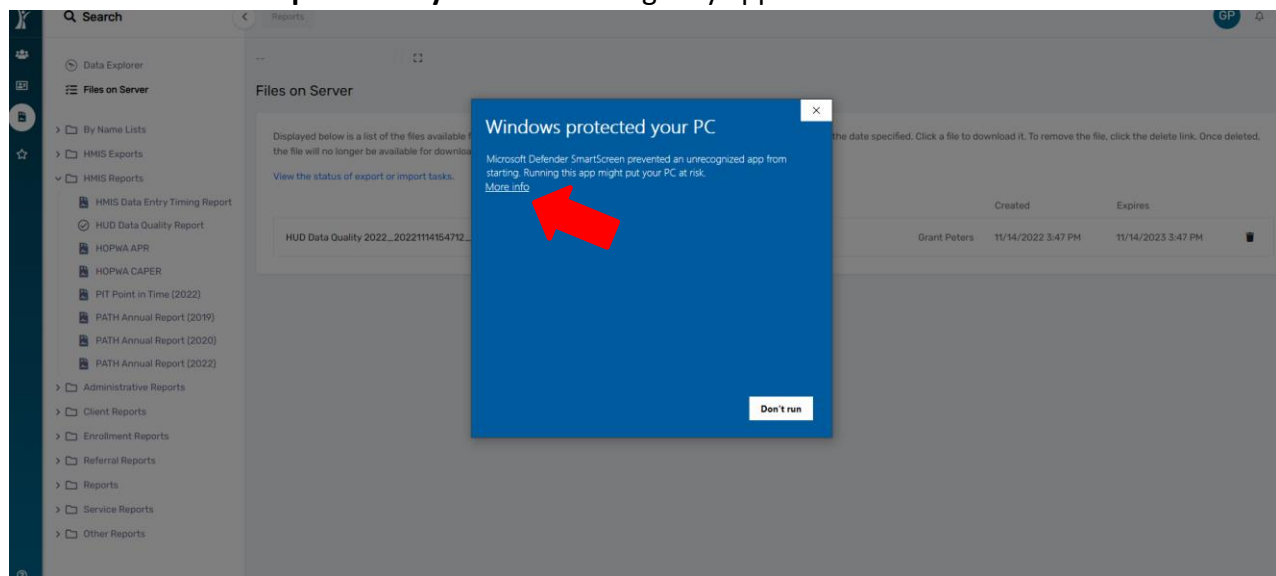 Search
Reports
GP
Data Explorer
--
Files on Server
Files on Server
By Name Lists
HMIS Exports
HMIS Reports
HMIS Data Entry Timing Report
HUD Data Quality Report
HOPWA APR
HOPWA CAPER
PIT Point in Time (2022)
PATH Annual Report (2019)
PATH Annual Report (2020)
PATH Annual Report (2022)
Administrative Reports
Client Reports
Enrollment Reports
Referral Reports
Reports
Service Reports
Other Reports
Displayed below is a list of the files available
the date specified. Click a file to download it. To remove the file, click the delete link. Once deleted,
the file will no longer be available for
View the status of export or import tasks.
Created Expires
HUD Data Quality 2022_20221114154712_
Grant Peters 11/14/2022 3:47 PM 11/14/2023 3:47 PM
Windows protected your PC
Microsoft Defender SmartScreen prevented an unrecognized app from
starting. Running this app might put your PC at risk.
More info
Don't run